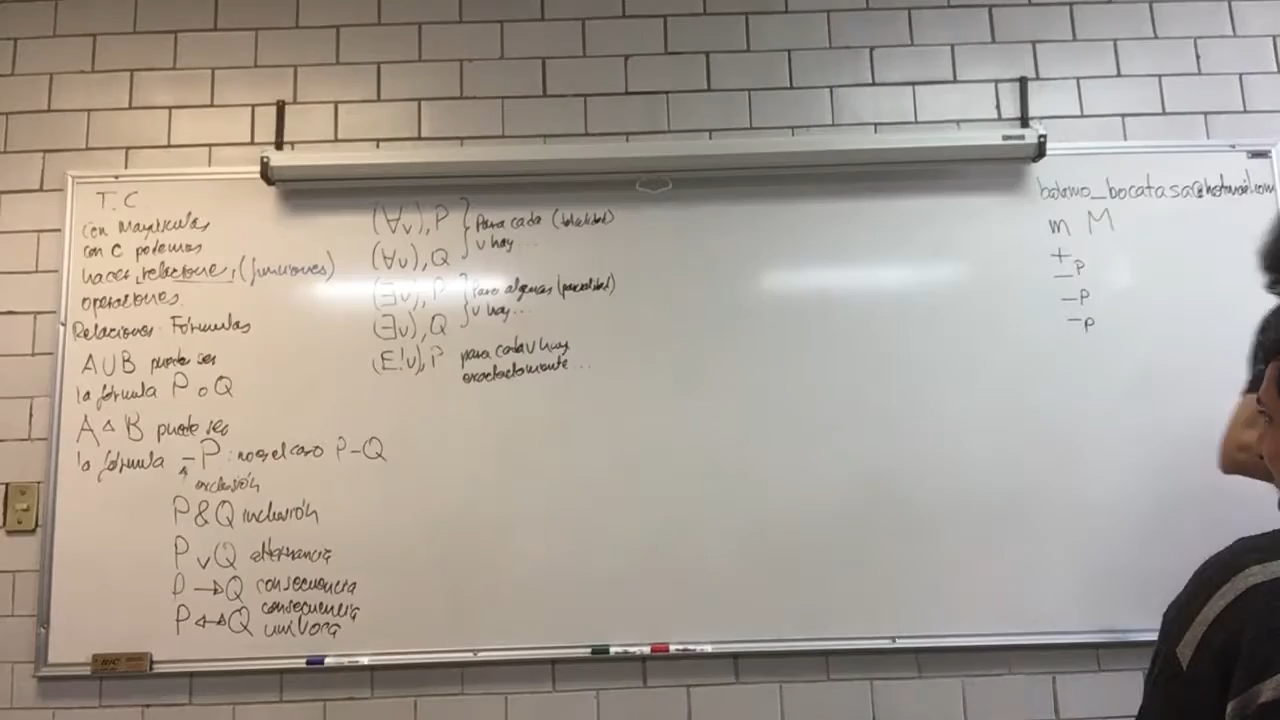 T.C.
Con Mayúsculas
con C podemos
hacer relaciones (funciones)
operaciones.
Relaciones Fórmulas
A∪B puede ser
la fórmula P o Q
A Δ B puede ser
la fórmula –P: no es el caso P–Q
exclusión
P & Q inclusión
P v Q alternancia
P → Q consecuencia
P ↔ Q consecuencia
unívoca
(∀v), P } Para cada (totalidad)
(∀v), Q v hay...
(∃v), P } Para algunas (parcialidad)
(∃v), Q v hay...
(E!v), P para cada v hay
exactamente...
m M
+
–P
–P
–P
BIC